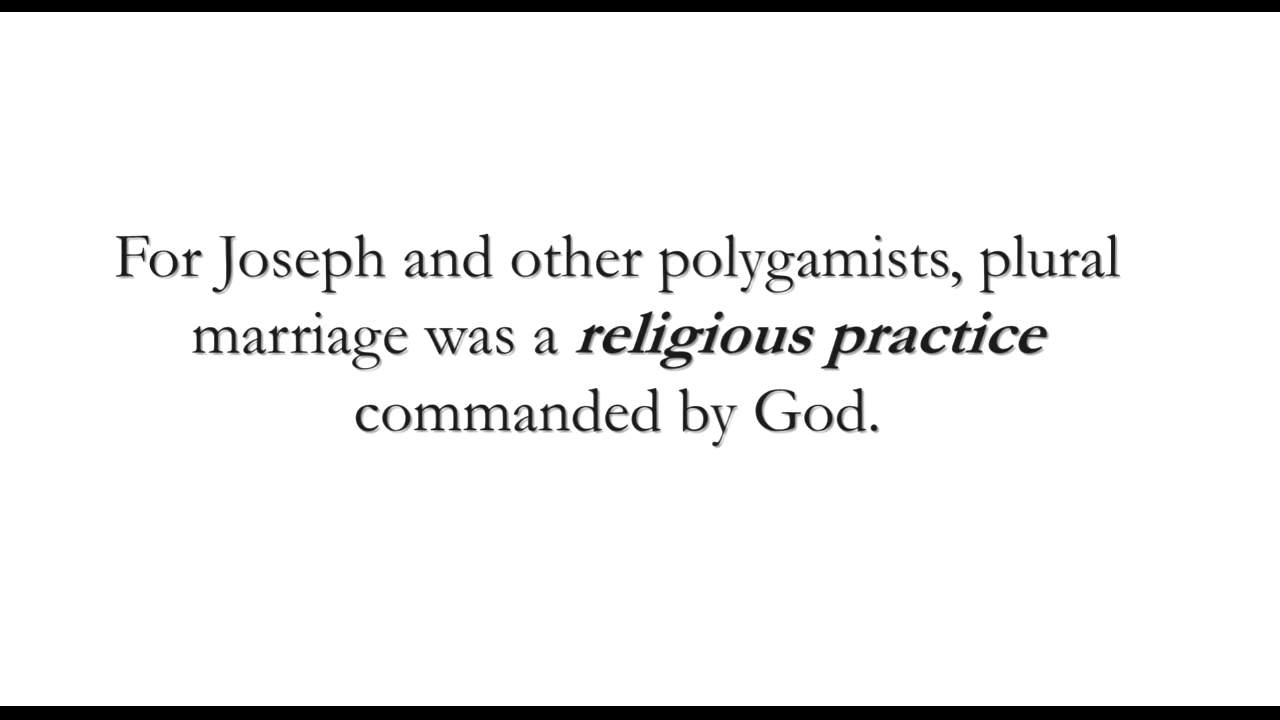 For Joseph and other polygamists, plural
marriage was a religious practice
commanded by God.